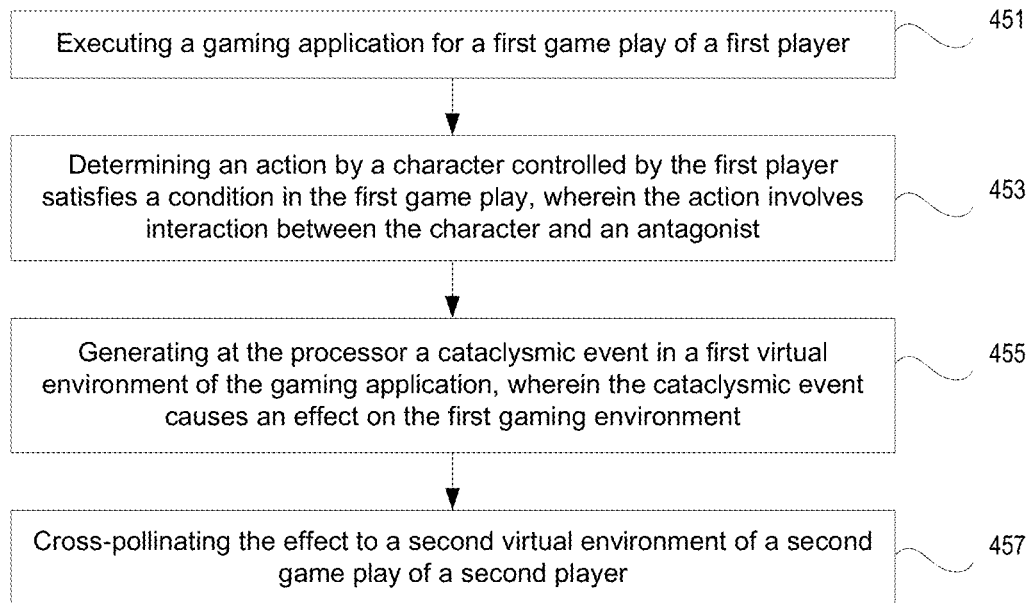 Executing a gaming application for a first game play of a first player
451
Determining an action by a character controlled by the first player
satisfies a condition in the first game play, wherein the action involves
interaction between the character and an antagonist
453
Generating at the processor a cataclysmic event in a first virtual
environment of the gaming application, wherein the cataclysmic event
causes an effect on the first gaming environment
455
Cross-pollinating the effect to a second virtual environment of a second
game play of a second player
457